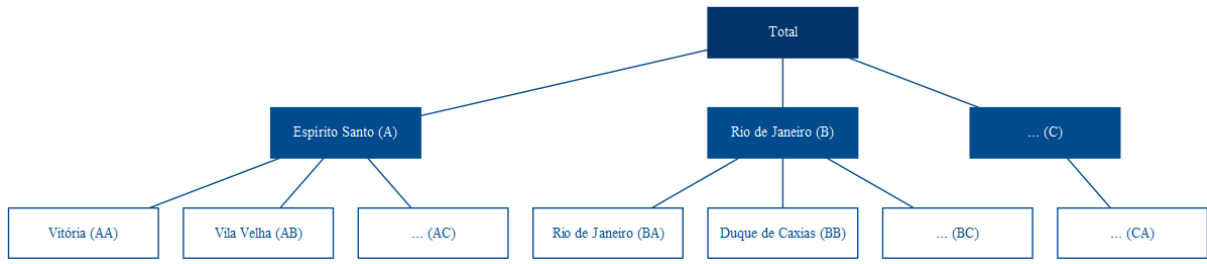 Total
Espírito Santo (A)
Rio de Janeiro (B)
... (C)
Vitória (AA)
Vila Velha (AB)
... (AC)
Rio de Janeiro (BA)
Duque de Caxias (BB)
... (BC)
... (CA)